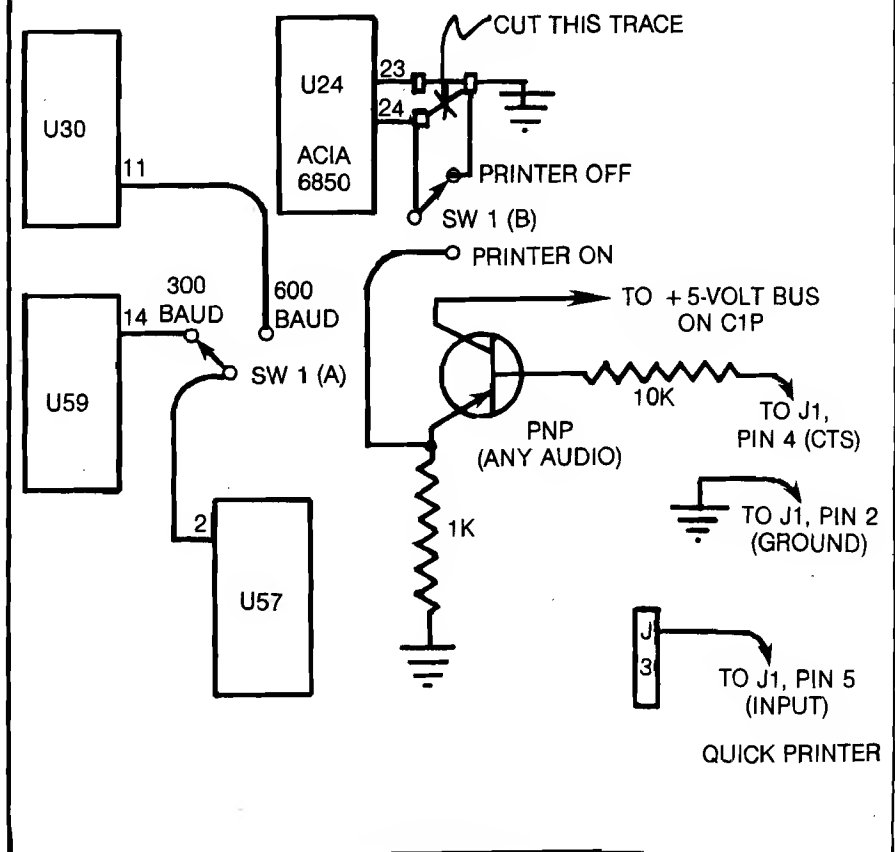 CUT THIS TRACE
U30
11
U24
ACIA
6850
23
24
PRINTER OFF
SW 1 (B)
PRINTER ON
300
BAUD
600
BAUD
14
U59
SW 1 (A)
2
U57
TO +5-VOLT BUS
ON C1P
10K
TO J1,
PIN 4 (CTS)
PNP
(ANY AUDIO)
1K
TO J1, PIN 2
(GROUND)
J
3
TO J1, PIN 5
(INPUT)
QUICK PRINTER